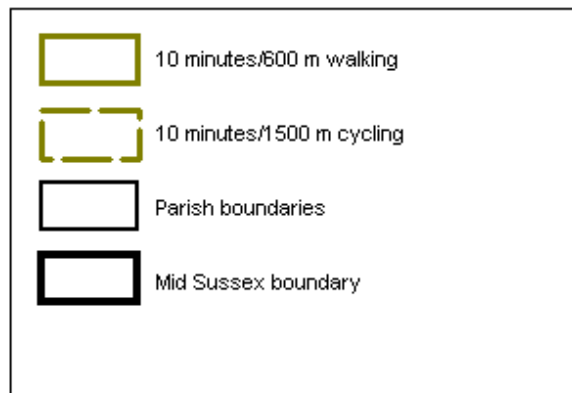 10 minutes/600 m walking
10 minutes/1500 m cycling
Parish boundaries
Mid Sussex boundary